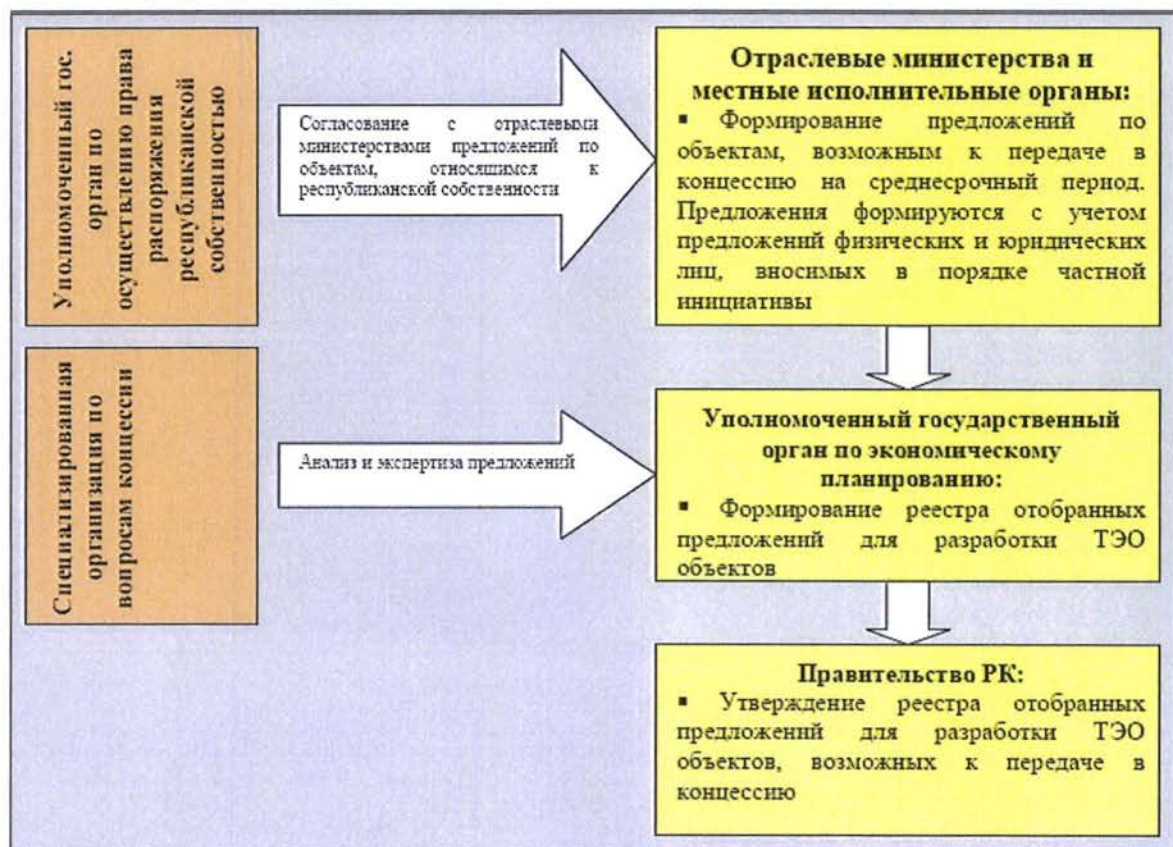 Уполномоченный гос.
орган по
осуществлению права
распоряжения
республиканской
собственностью
Согласование с отраслевыми
министерствами предложений по
объектам, относящимся к
республиканской собственности
Отраслевые министерства и
местные исполнительные органы:
▪ Формирование предложений по
объектам, возможным к передаче в
концессию на среднесрочный период.
Предложения формируются с учетом
предложений физических и юридических
лиц, вносимых в порядке частной
инициативы
Специализированная
организация по
вопросам концессии
Анализ и экспертиза предложений
Уполномоченный государственный
орган по экономическому
планированию:
▪ Формирование реестра отобранных
предложений для разработки ТЭО
объектов
Правительство РК:
▪ Утверждение реестра отобранных
предложений для разработки ТЭО
объектов, возможных к передаче в
концессию